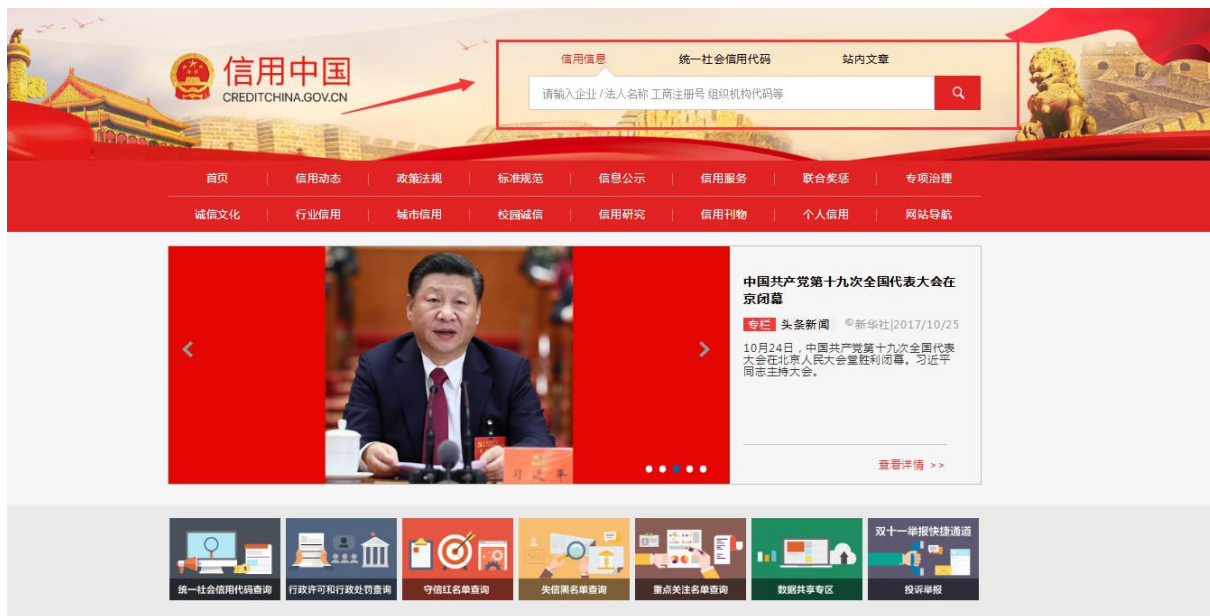 信用中国
CREDITCHINA.GOV.CN
信用信息 统一社会信用代码 站内文章
请输入企业/法人名称 工商注册号 组织机构代码等
首页 | 信用动态 | 政策法规 | 标准规范 | 信息公示 | 信用服务 | 联合奖惩 | 专项治理
诚信文化 | 行业信用 | 城市信用 | 校园诚信 | 信用研究 | 信用刊物 | 个人信用 | 网站导航
中国共产党第十九次全国代表大会在
京闭幕
专栏 头条新闻 ©新华社|2017/10/25
10月24日,中国共产党第十九次全国代表
大会在北京人民大会堂胜利闭幕。习近平
同志主持大会。
习近平
查看详情 >>
双十一举报快捷通道
统一社会信用代码查询 行政许可和行政处罚查询 守信红名单查询 失信黑名单查询 重点关注名单查询 数据共享专区 投诉举报